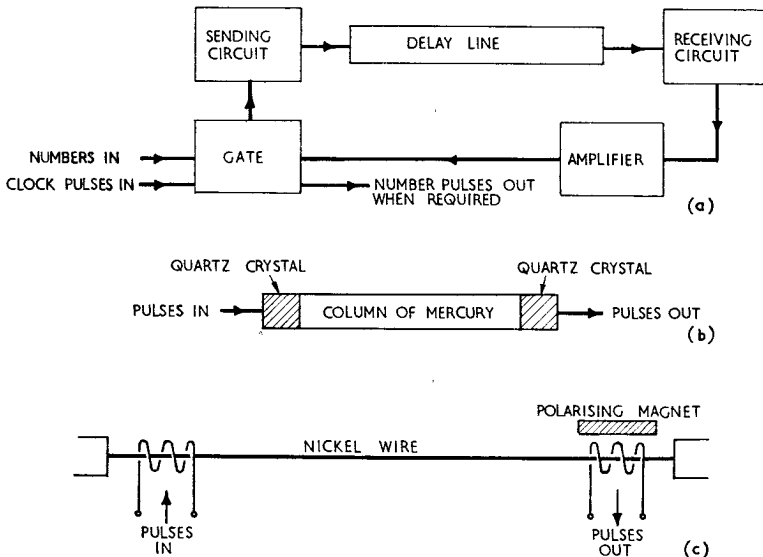 SENDING
CIRCUIT
DELAY LINE
RECEIVING
CIRCUIT
NUMBERS IN
CLOCK PULSES IN
GATE
NUMBER PULSES OUT
WHEN REQUIRED
AMPLIFIER
(a)
QUARTZ CRYSTAL
QUARTZ CRYSTAL
PULSES IN
COLUMN OF MERCURY
PULSES OUT
(b)
POLARISING MAGNET
NICKEL WIRE
PULSES
IN
PULSES
OUT
(c)